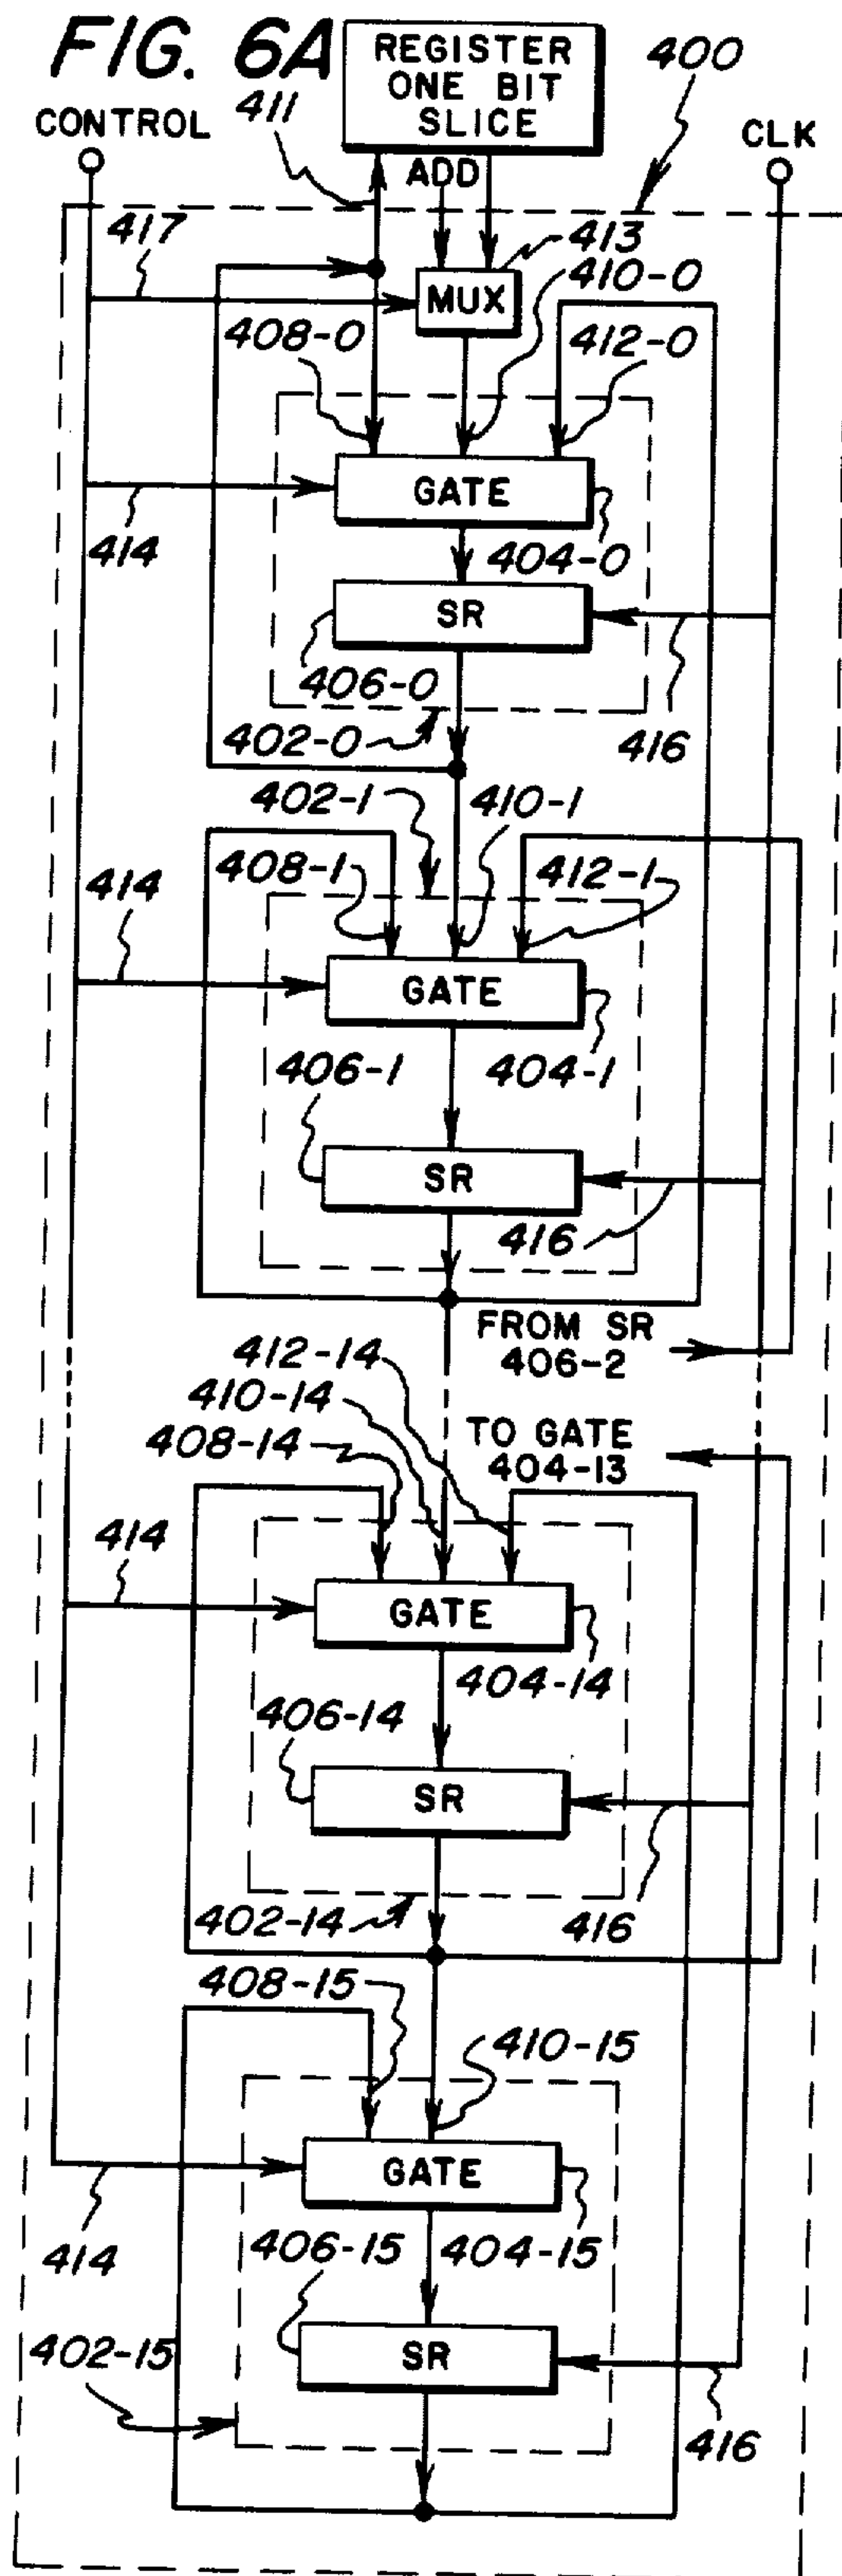 FIG. 6A
REGISTER
ONE BIT
SLICE
400
411
CONTROL
CLK
ADD
417
413
410-0
MUX
408-0
412-0
GATE
414
404-0
SR
406-0
402-0
416
402-1
410-1
408-1
412-1
414
GATE
406-1
404-1
SR
416
FROM SR
406-2
412-14
410-14
408-14
TO GATE
404-13
414
GATE
404-14
406-14
SR
402-14
416
408-15
410-15
GATE
406-15
404-15
414
402-15
SR
416